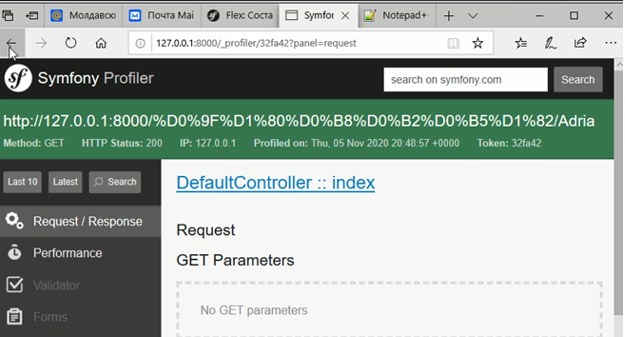 Молдавскі
Почта Mai
Flex: Соста
Symfony
Notepad+
127.0.0.1:8000/_profiler/32fa42?panel=request
sf Symfony Profiler
search on symfony.com
Search
http://127.0.0.1:8000/%D0%9F%D1%80%D0%B8%D0%B2%D0%B5%D1%82/Adria
Method: GET HTTP Status: 200 IP: 127.0.0.1 Profiled on: Thu, 05 Nov 2020 20:48:57 +0000 Token: 32fa42
Last 10 Latest Search
DefaultController :: index
Request / Response
Request
Performance
GET Parameters
Validator
No GET parameters
Forms